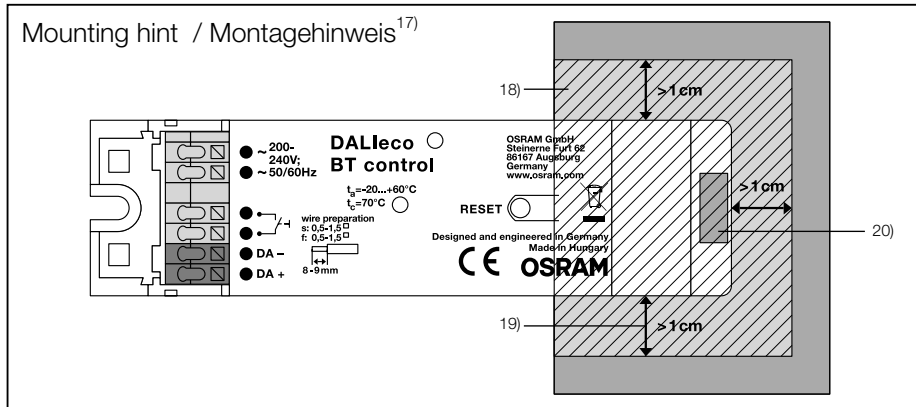 Mounting hint / Montagehinweis17)
18)
>1cm
~ 200-
240V;
~ 50/60Hz
DALIeco
BT control
OSRAM GmbH
Steinerne Furt 62
86167 Augsburg
Germany
www.osram.com
ta=-20...+60°C
tc=70°C
>1cm
RESET
20)
wire preparation
s: 0,5-1,5
f: 0,5-1,5
DA −
DA +
8-9mm
Designed and engineered in Germany
Made in Hungary
CE OSRAM
19)
>1cm